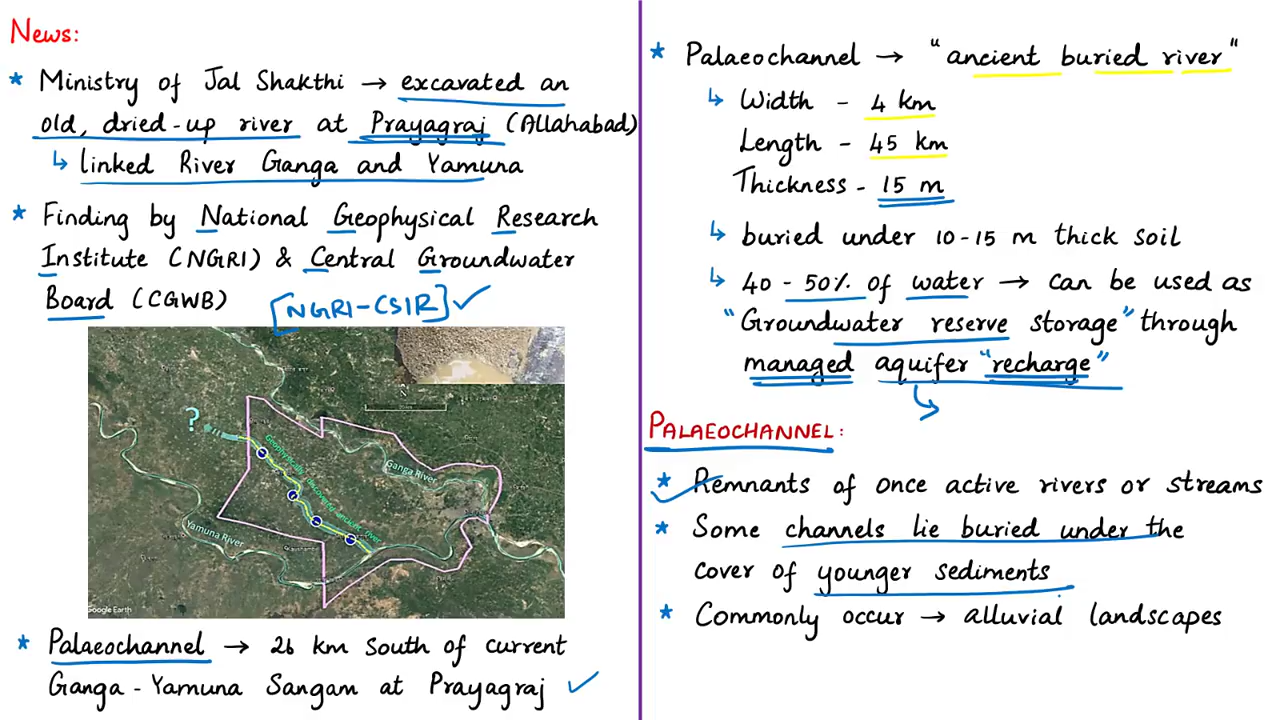 News:
* Ministry of Jal Shakthi → excavated an
old, dried-up river at Prayagraj (Allahabad)
↳ linked River Ganga and Yamuna
* Finding by National Geophysical Research
Institute (NGRI) & Central Groundwater
Board (CGWB)
[NGRI-CSIR] ✓
?
Geophysically discovered ancient river
Ganga River
Yamuna River
Kaushambi
Google Earth
* Palaeochannel → 26 km South of current
Ganga-Yamuna Sangam at Prayagraj ✓
* Palaeochannel → "ancient buried river"
↳ Width - 4 km
Length - 45 km
Thickness - 15 m
↳ buried under 10-15 m thick soil
↳ 40-50% of water → can be used as
"Groundwater reserve storage" through
managed aquifer "recharge"
PALAEOCHANNEL:
* Remnants of once active rivers or streams
* Some channels lie buried under the
cover of younger sediments
* Commonly occur → alluvial landscapes